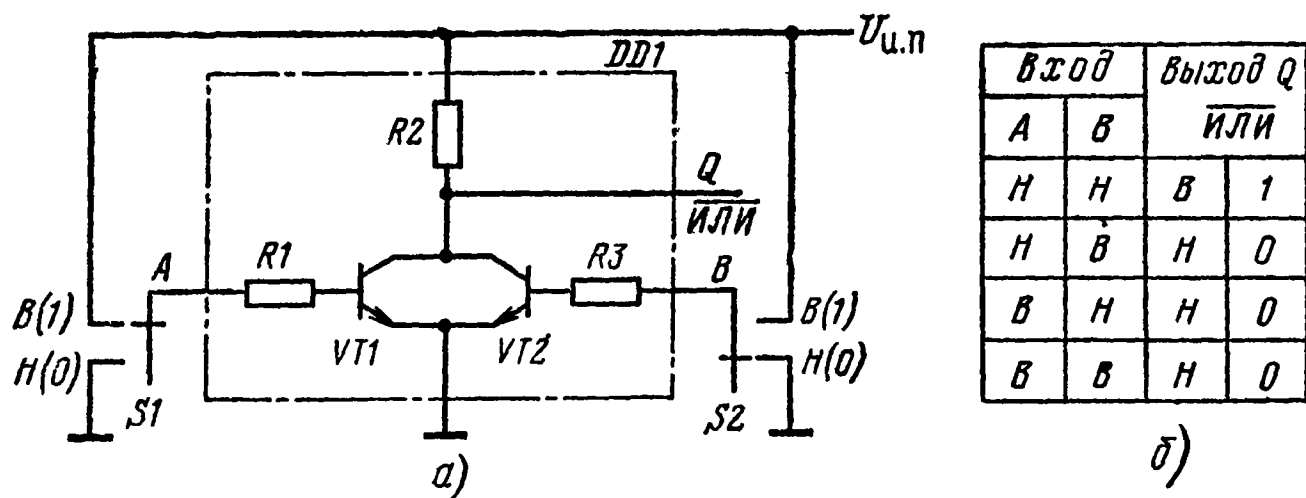 U и.п
DD1
R2
Q
ИЛИ
A
R1
R3
B
B(1)
H(0)
VT1
VT2
B(1)
H(0)
S1
S2
а)
ВХОД
Выход Q
A
B
ИЛИ
Н Н В 1
Н В Н 0
В Н Н 0
В В Н 0
б)